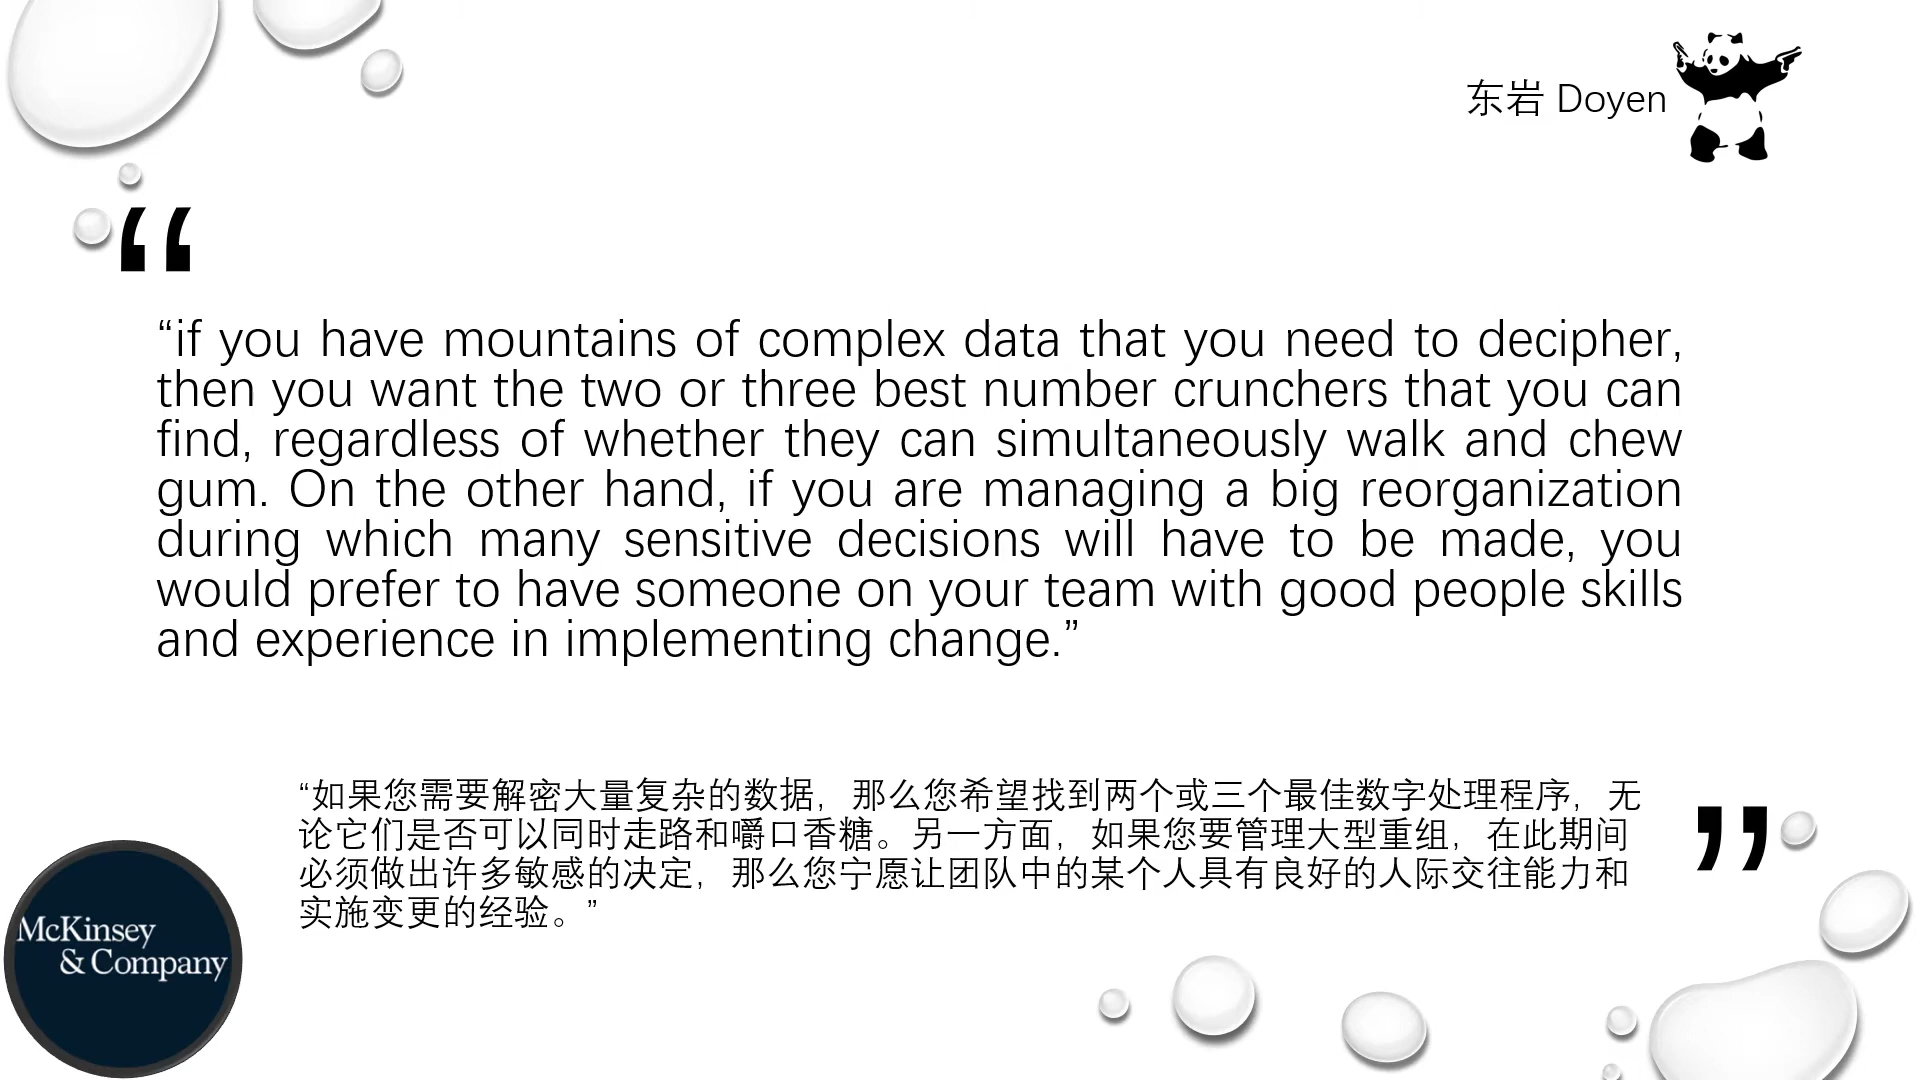 东岩 Doyen
“
“if you have mountains of complex data that you need to decipher,
then you want the two or three best number crunchers that you can
find, regardless of whether they can simultaneously walk and chew
gum. On the other hand, if you are managing a big reorganization
during which many sensitive decisions will have to be made, you
would prefer to have someone on your team with good people skills
and experience in implementing change.”
“如果您需要解密大量复杂的数据，那么您希望找到两个或三个最佳数字处理程序，无
论它们是否可以同时走路和嚼口香糖。另一方面，如果您要管理大型重组，在此期间
必须做出许多敏感的决定，那么您宁愿让团队中的某个人具有良好的人际交往能力和
实施变更的经验。”
”
McKinsey
& Company